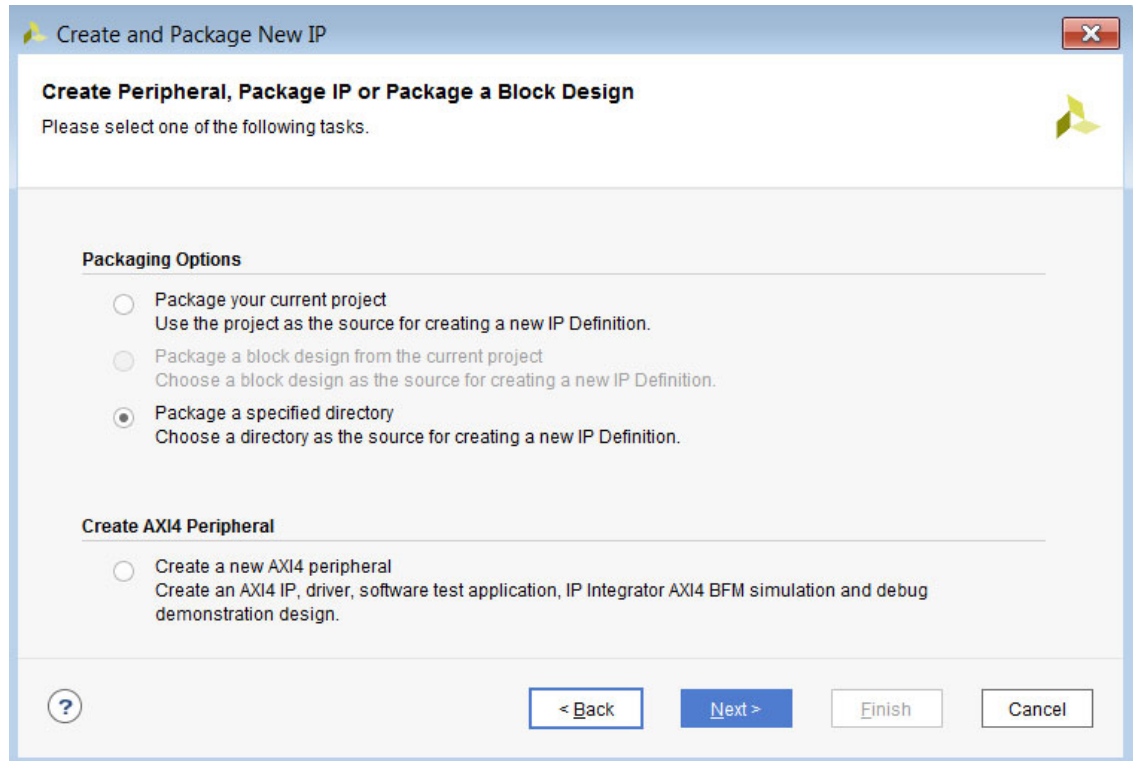 Create and Package New IP
Create Peripheral, Package IP or Package a Block Design
Please select one of the following tasks.
Packaging Options
Package your current project
Use the project as the source for creating a new IP Definition.
Package a block design from the current project
Choose a block design as the source for creating a new IP Definition.
Package a specified directory
Choose a directory as the source for creating a new IP Definition.
Create AXI4 Peripheral
Create a new AXI4 peripheral
Create an AXI4 IP, driver, software test application, IP Integrator AXI4 BFM simulation and debug
demonstration design.
?
< Back
Next >
Finish
Cancel